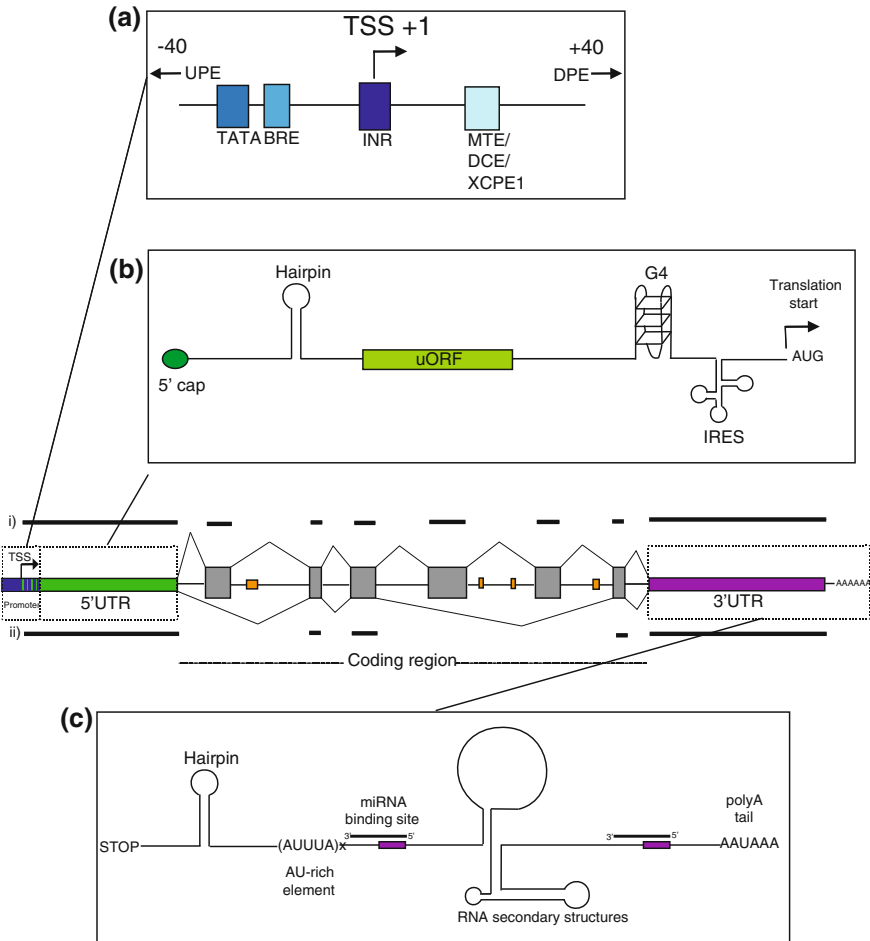 (a)
TSS +1
-40
+40
UPE
DPE
TATA BRE
INR
MTE/
DCE/
XCPE1
(b)
Hairpin
G4
Translation
start
uORF
AUG
5' cap
IRES
i)
TSS
Promoter
5'UTR
3'UTR
AAAAAA
ii)
Coding region
(c)
Hairpin
miRNA
binding site
polyA
tail
STOP
(AUUUA)x
3'
5'
3'
5'
AAUAAA
AU-rich
element
RNA secondary structures